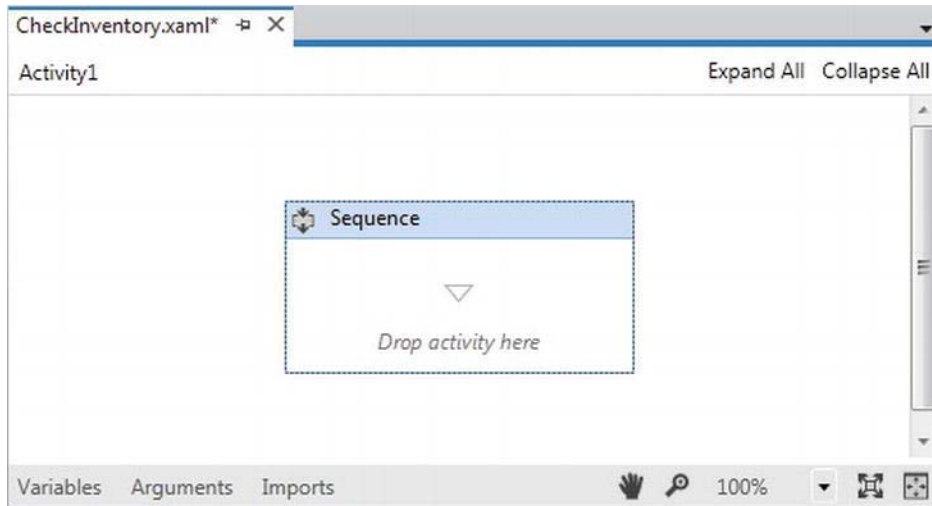 CheckInventory.xaml*
Activity1 Expand All Collapse All
Sequence
Drop activity here
Variables Arguments Imports 100%